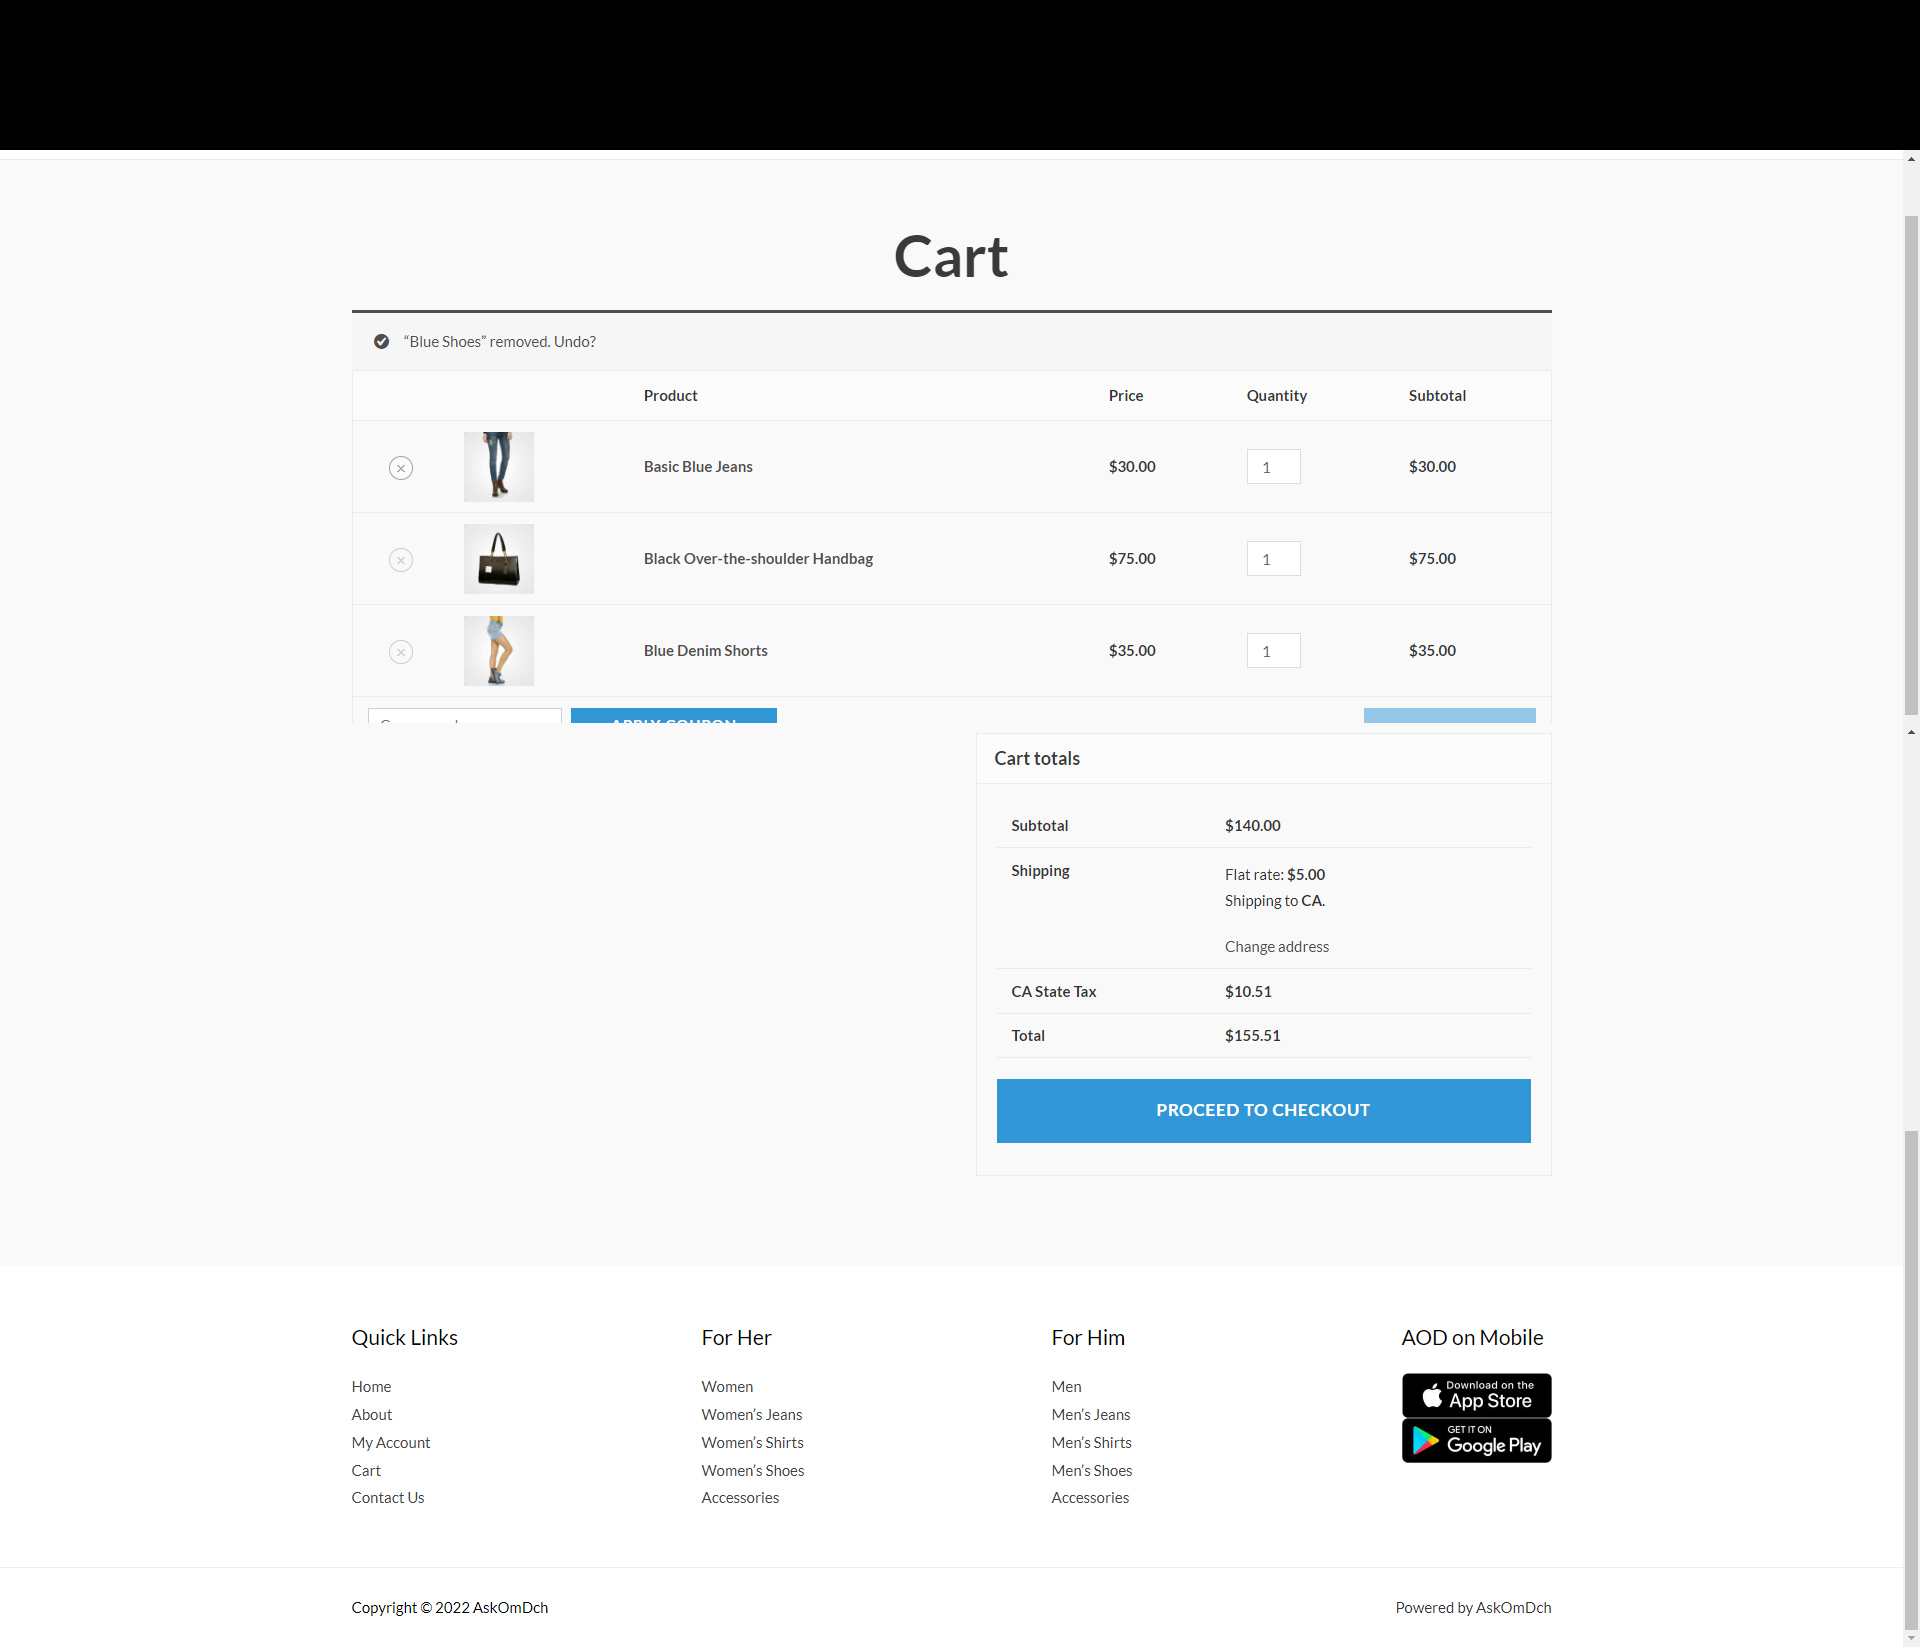 Cart
“Blue Shoes” removed. Undo?
Product Price Quantity Subtotal
Basic Blue Jeans $30.00 1 $30.00
Black Over-the-shoulder Handbag $75.00 1 $75.00
Blue Denim Shorts $35.00 1 $35.00
APPLY COUPON
Cart totals
Subtotal $140.00
Shipping Flat rate: $5.00
Shipping to CA.
Change address
CA State Tax $10.51
Total $155.51
PROCEED TO CHECKOUT
Quick Links
Home
About
My Account
Cart
Contact Us
For Her
Women
Women’s Jeans
Women’s Shirts
Women’s Shoes
Accessories
For Him
Men
Men’s Jeans
Men’s Shirts
Men’s Shoes
Accessories
AOD on Mobile
Download on the
App Store
GET IT ON
Google Play
Copyright © 2022 AskOmDch
Powered by AskOmDch